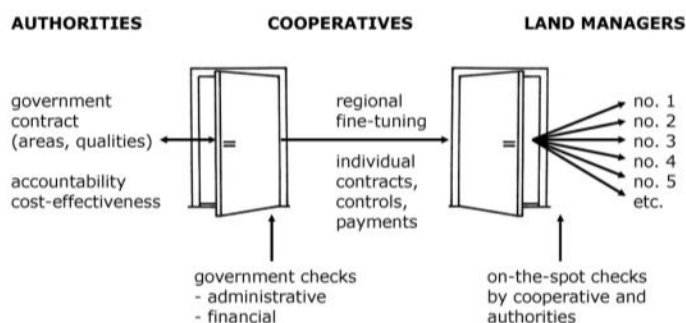 AUTHORITIES
COOPERATIVES
LAND MANAGERS
government
contract
(areas, qualities)
accountability
cost-effectiveness
regional
fine-tuning
individual
contracts,
controls,
payments
no. 1
no. 2
no. 3
no. 4
no. 5
etc.
government checks
- administrative
- financial
on-the-spot checks
by cooperative and
authorities